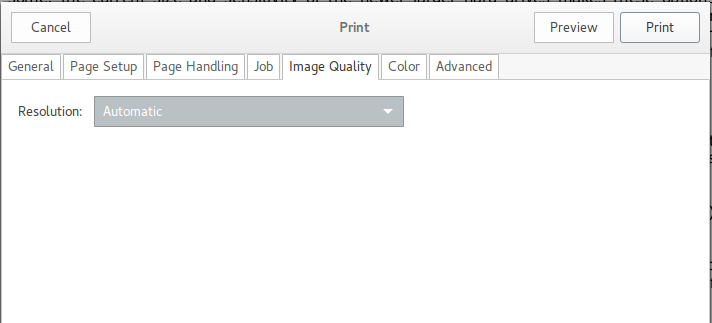 Cancel Print Preview Print
General Page Setup Page Handling Job Image Quality Color Advanced
Resolution: Automatic